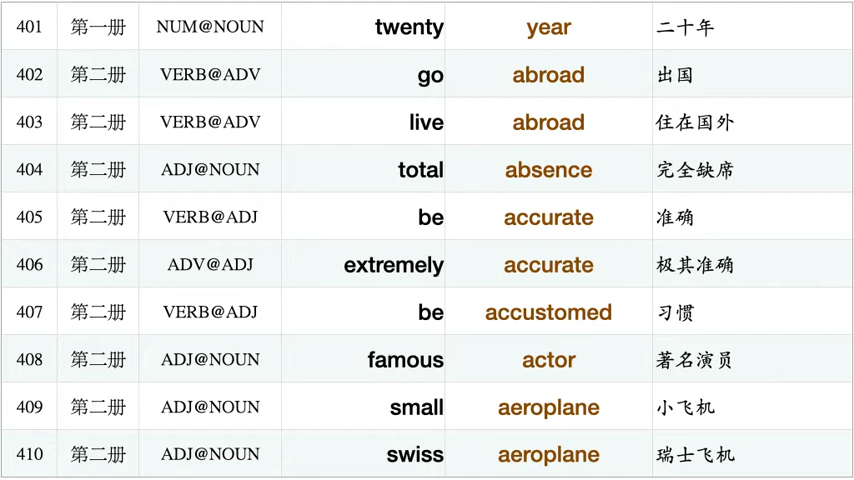 401 第一册 NUM@NOUN twenty year 二十年
402 第二册 VERB@ADV go abroad 出国
403 第二册 VERB@ADV live abroad 住在国外
404 第二册 ADJ@NOUN total absence 完全缺席
405 第二册 VERB@ADJ be accurate 准确
406 第二册 ADV@ADJ extremely accurate 极其准确
407 第二册 VERB@ADJ be accustomed 习惯
408 第二册 ADJ@NOUN famous actor 著名演员
409 第二册 ADJ@NOUN small aeroplane 小飞机
410 第二册 ADJ@NOUN swiss aeroplane 瑞士飞机